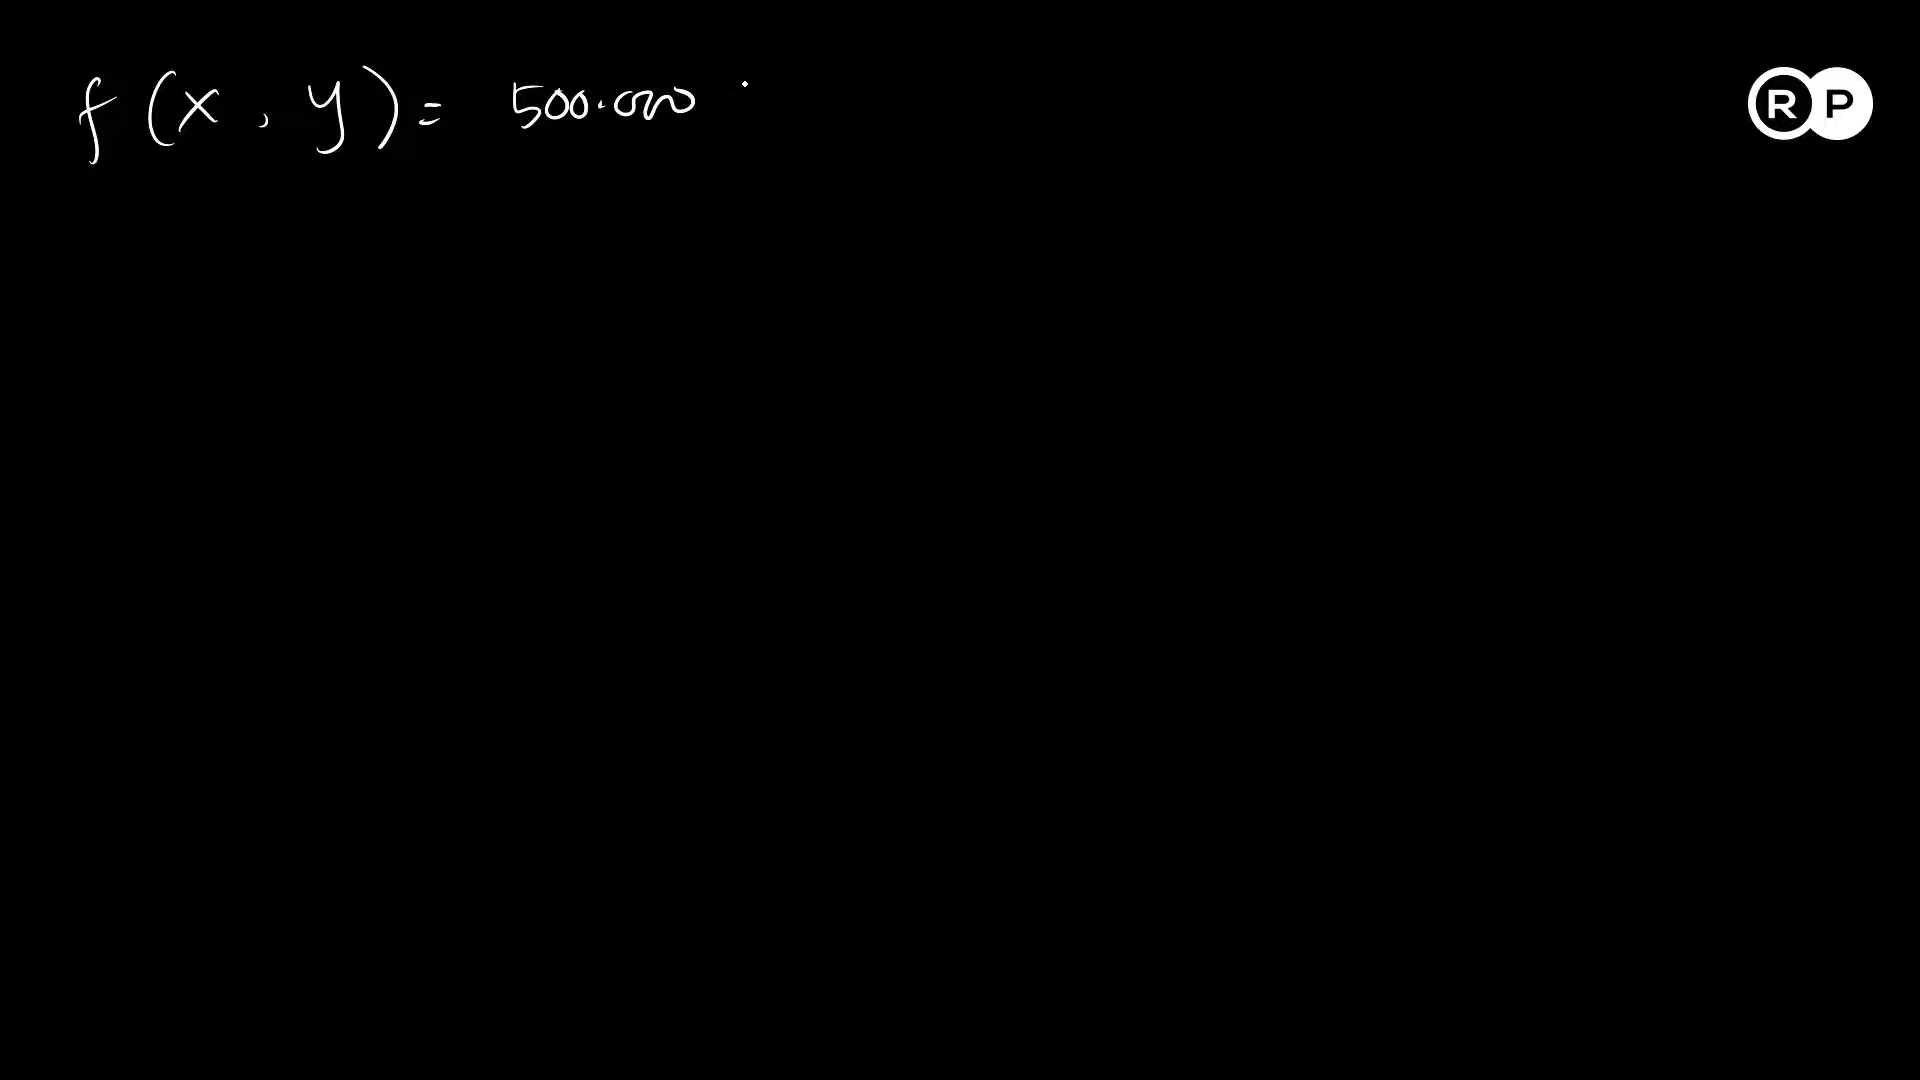 f(x, y) = 500.000
RP